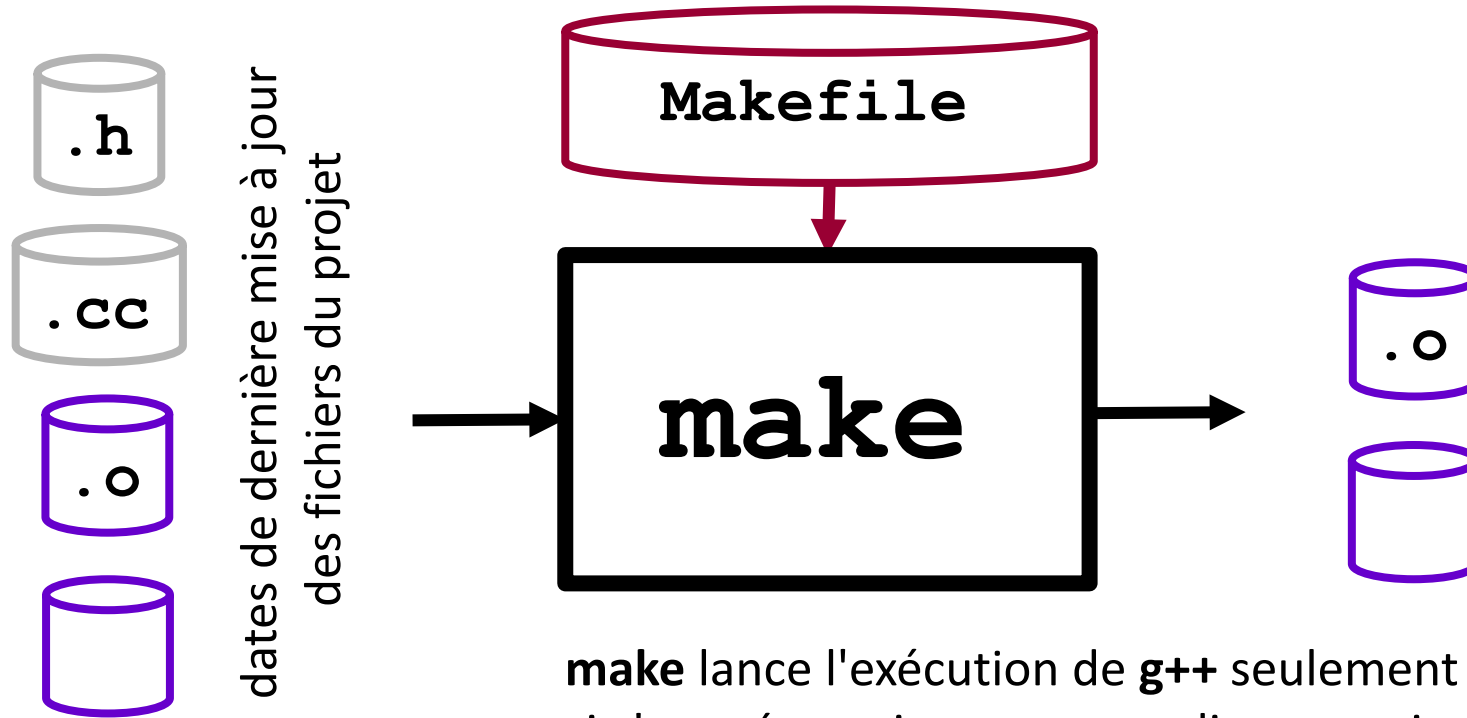 .h
.cc
.o
dates de dernière mise à jour
des fichiers du projet
Makefile
make
.o
make lance l'exécution de g++ seulement